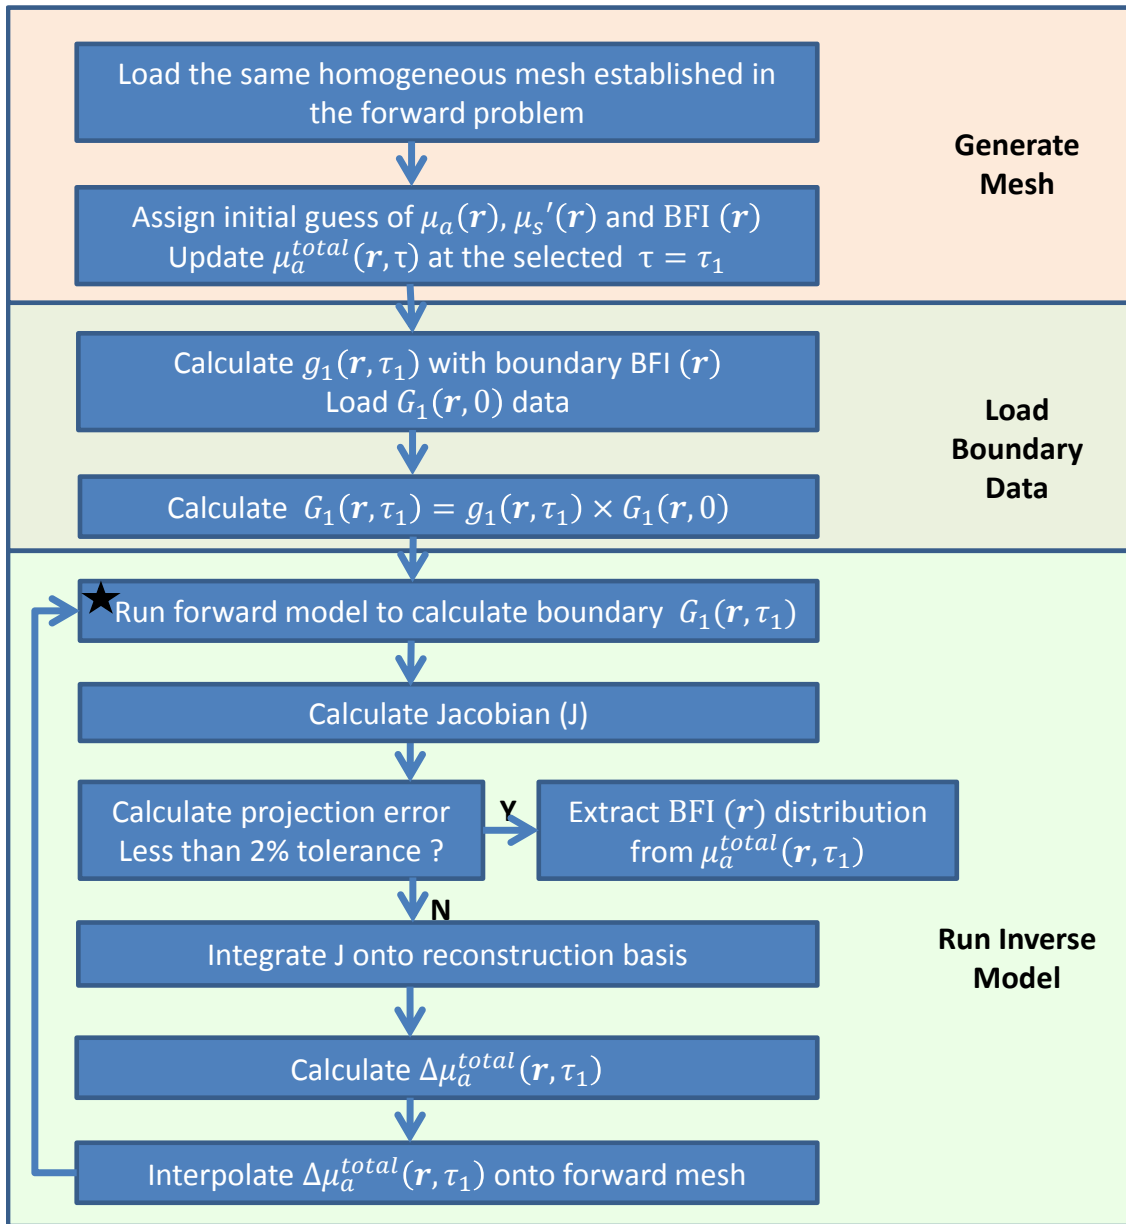 Load the same homogeneous mesh established in
the forward problem
Generate
Mesh
Assign initial guess of μₐ(𝒓), μₛ′(𝒓) and BFI (𝒓)
Update μₐᵗᵒᵗᵃˡ(𝒓, τ) at the selected τ = τ₁
Calculate g₁(𝒓, τ₁) with boundary BFI (𝒓)
Load G₁(𝒓, 0) data
Load
Boundary
Data
Calculate G₁(𝒓, τ₁) = g₁(𝒓, τ₁) × G₁(𝒓, 0)
Run forward model to calculate boundary G₁(𝒓, τ₁)
Calculate Jacobian (J)
Calculate projection error
Less than 2% tolerance ?
Y
Extract BFI (𝒓) distribution
from μₐᵗᵒᵗᵃˡ(𝒓, τ₁)
N
Integrate J onto reconstruction basis
Run Inverse
Model
Calculate Δμₐᵗᵒᵗᵃˡ(𝒓, τ₁)
Interpolate Δμₐᵗᵒᵗᵃˡ(𝒓, τ₁) onto forward mesh